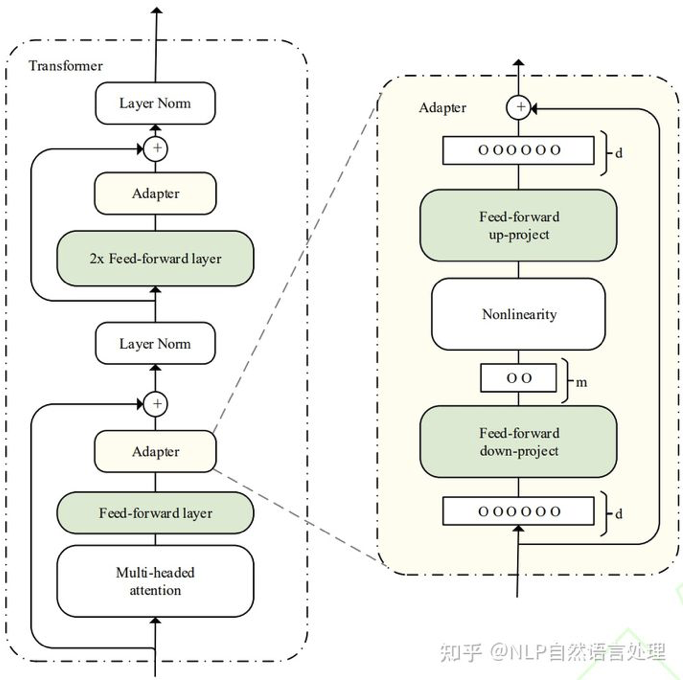 Transformer
Layer Norm
+
Adapter
2x Feed-forward layer
Layer Norm
+
Adapter
Feed-forward layer
Multi-headed
attention
Adapter
+
O O O O O O
d
Feed-forward
up-project
Nonlinearity
O O
m
Feed-forward
down-project
O O O O O O
d
知乎 @NLP自然语言处理